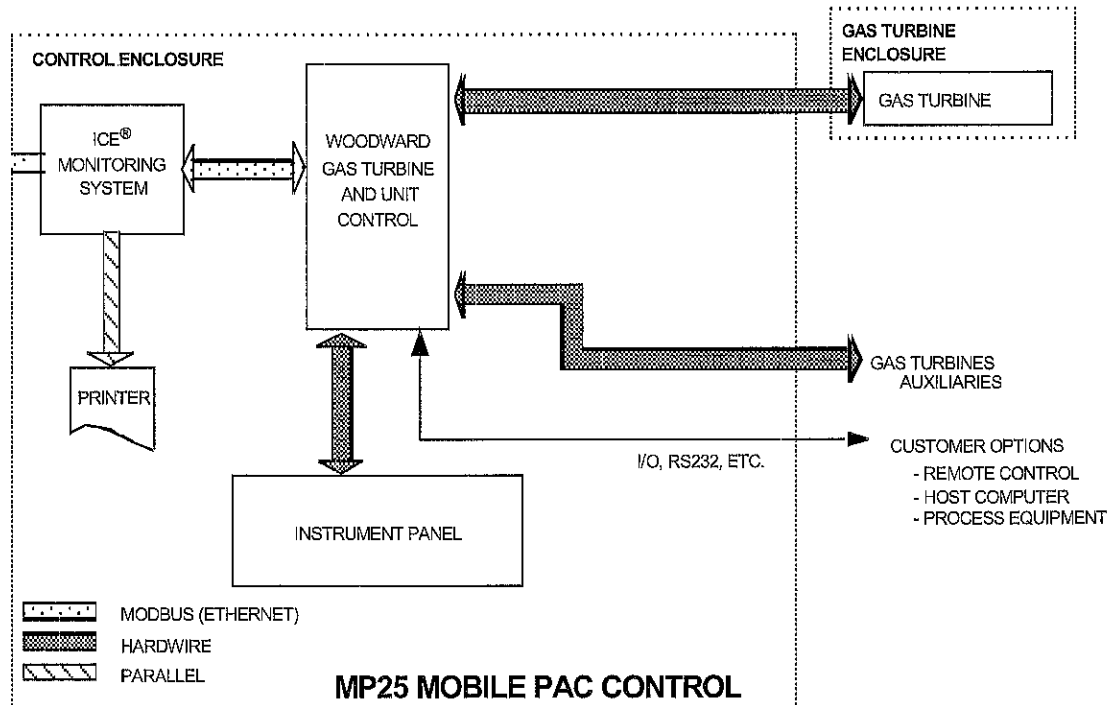 GAS TURBINE
ENCLOSURE
GAS TURBINE
CONTROL ENCLOSURE
ICE®
MONITORING
SYSTEM
WOODWARD
GAS TURBINE
AND UNIT
CONTROL
PRINTER
GAS TURBINES
AUXILIARIES
I/O, RS232, ETC.
CUSTOMER OPTIONS
- REMOTE CONTROL
- HOST COMPUTER
- PROCESS EQUIPMENT
INSTRUMENT PANEL
MODBUS (ETHERNET)
HARDWIRE
PARALLEL
MP25 MOBILE PAC CONTROL